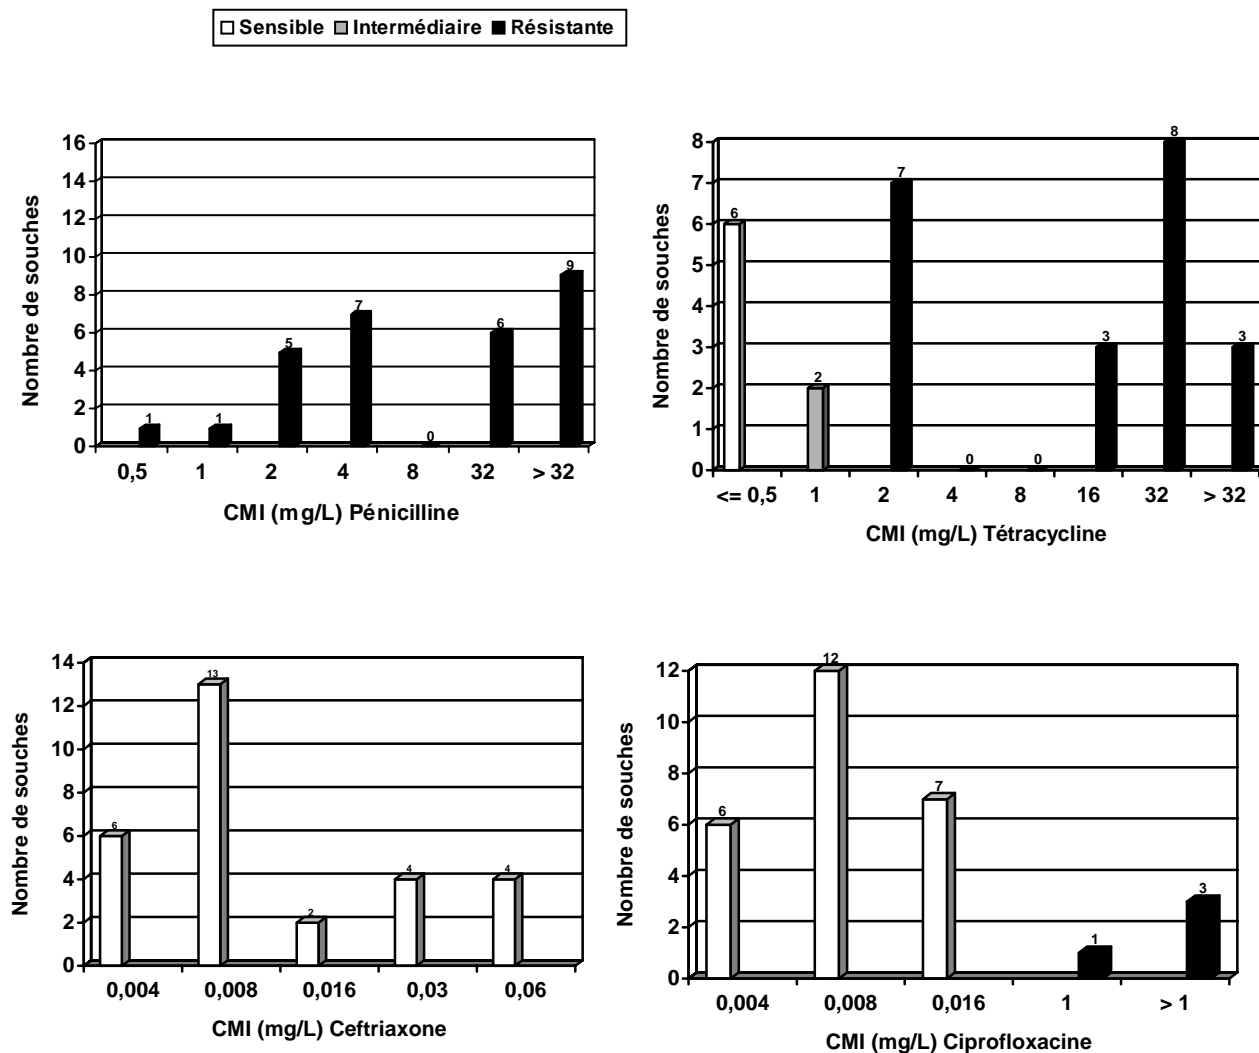 Sensible Intermédiaire Résistante
Nombre de souches
16
14
12
10
8
6
4
2
0
1 1 5 7 0 6 9
0,5 1 2 4 8 32 > 32
CMI (mg/L) Pénicilline
Nombre de souches
8
7
6
5
4
3
2
1
0
6 2 7 0 0 3 8 3
<= 0,5 1 2 4 8 16 32 > 32
CMI (mg/L) Tétracycline
Nombre de souches
14
12
10
8
6
4
2
0
6 13 2 4 4
0,004 0,008 0,016 0,03 0,06
CMI (mg/L) Ceftriaxone
Nombre de souches
12
10
8
6
4
2
0
6 12 7 1 3
0,004 0,008 0,016 1 > 1
CMI (mg/L) Ciprofloxacine